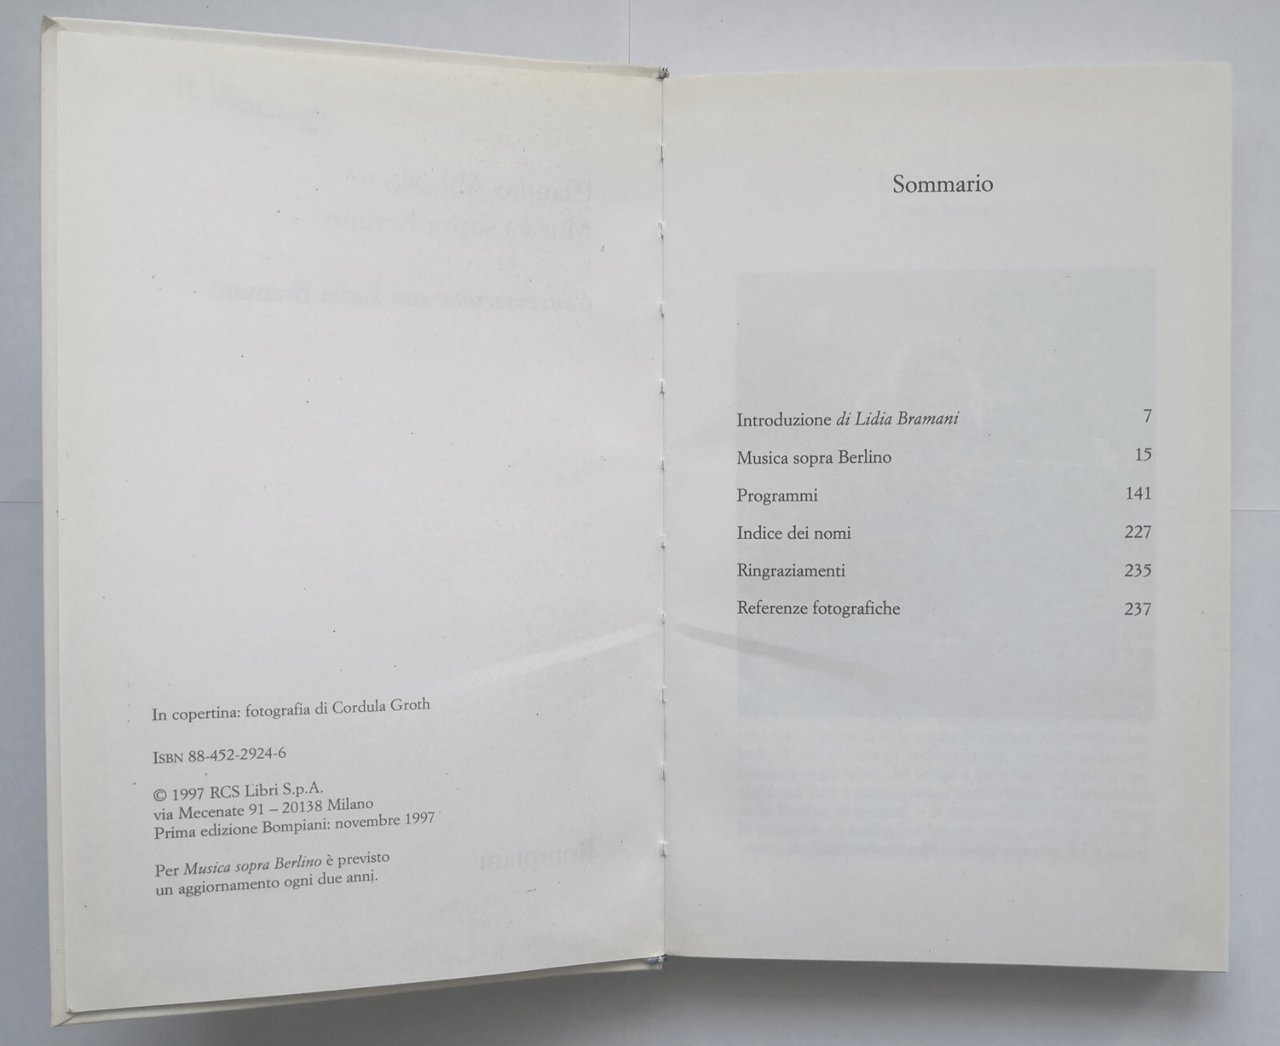 In copertina: fotografia di Cordula Groth
ISBN 88-452-2924-6
© 1997 RCS Libri S.p.A.
via Mecenate 91 – 20138 Milano
Prima edizione Bompiani: novembre 1997
Per Musica sopra Berlino è previsto
un aggiornamento ogni due anni.
Sommario
Introduzione di Lidia Bramani 7
Musica sopra Berlino 15
Programmi 141
Indice dei nomi 227
Ringraziamenti 235
Referenze fotografiche 237